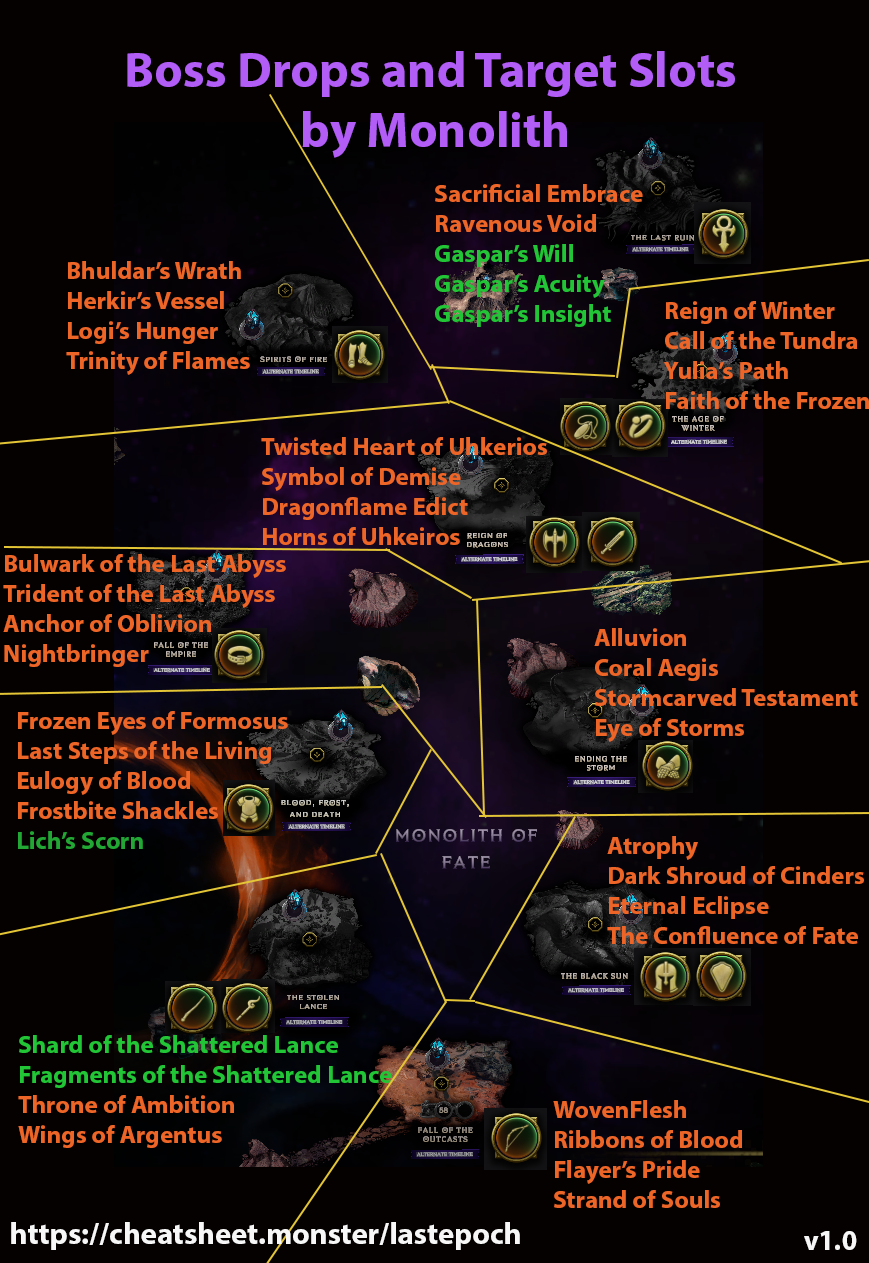 Boss Drops and Target Slots
by Monolith
Sacrificial Embrace
Ravenous Void
Gaspar's Will
Gaspar's Acuity
Gaspar's Insight
THE LAST RUIN
ALTERNATE TIMELINE
Bhuldar's Wrath
Herkir's Vessel
Logi's Hunger
Trinity of Flames
SPIRITS OF FIRE
ALTERNATE TIMELINE
Reign of Winter
Call of the Tundra
Yulia's Path
Faith of the Frozen
THE AGE OF
WINTER
ALTERNATE TIMELINE
Twisted Heart of Uhkerios
Symbol of Demise
Dragonflame Edict
Horns of Uhkeiros
REIGN OF
DRAGONS
ALTERNATE TIMELINE
Bulwark of the Last Abyss
Trident of the Last Abyss
Anchor of Oblivion
Nightbringer
FALL OF THE
EMPIRE
ALTERNATE TIMELINE
Alluvion
Coral Aegis
Stormcarved Testament
Eye of Storms
ENDING THE
STORM
ALTERNATE TIMELINE
Frozen Eyes of Formosus
Last Steps of the Living
Eulogy of Blood
Frostbite Shackles
Lich's Scorn
BLOOD, FROST,
AND DEATH
ALTERNATE TIMELINE
MONOLITH OF
FATE
Atrophy
Dark Shroud of Cinders
Eternal Eclipse
The Confluence of Fate
THE BLACK SUN
ALTERNATE TIMELINE
THE STOLEN
LANCE
ALTERNATE TIMELINE
Shard of the Shattered Lance
Fragments of the Shattered Lance
Throne of Ambition
Wings of Argentus
58
FALL OF THE
OUTCASTS
ALTERNATE TIMELINE
WovenFlesh
Ribbons of Blood
Flayer's Pride
Strand of Souls
https://cheatsheet.monster/lastepoch
v1.0